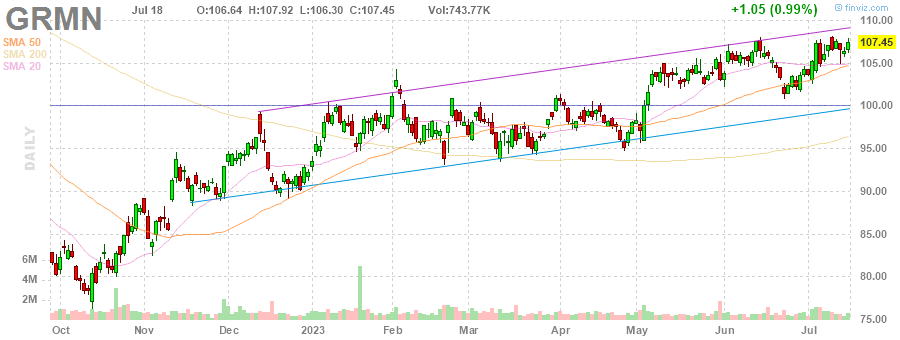 GRMN Jul 18 O:106.64 H:107.92 L:106.30 C:107.45 Vol:743.77K +1.05 (0.99%) © finviz.com
SMA 50
SMA 200
SMA 20
DAILY
110.00
107.45
105.00
100.00
95.00
90.00
85.00
80.00
75.00
6M
4M
2M
Oct Nov Dec 2023 Feb Mar Apr May Jun Jul